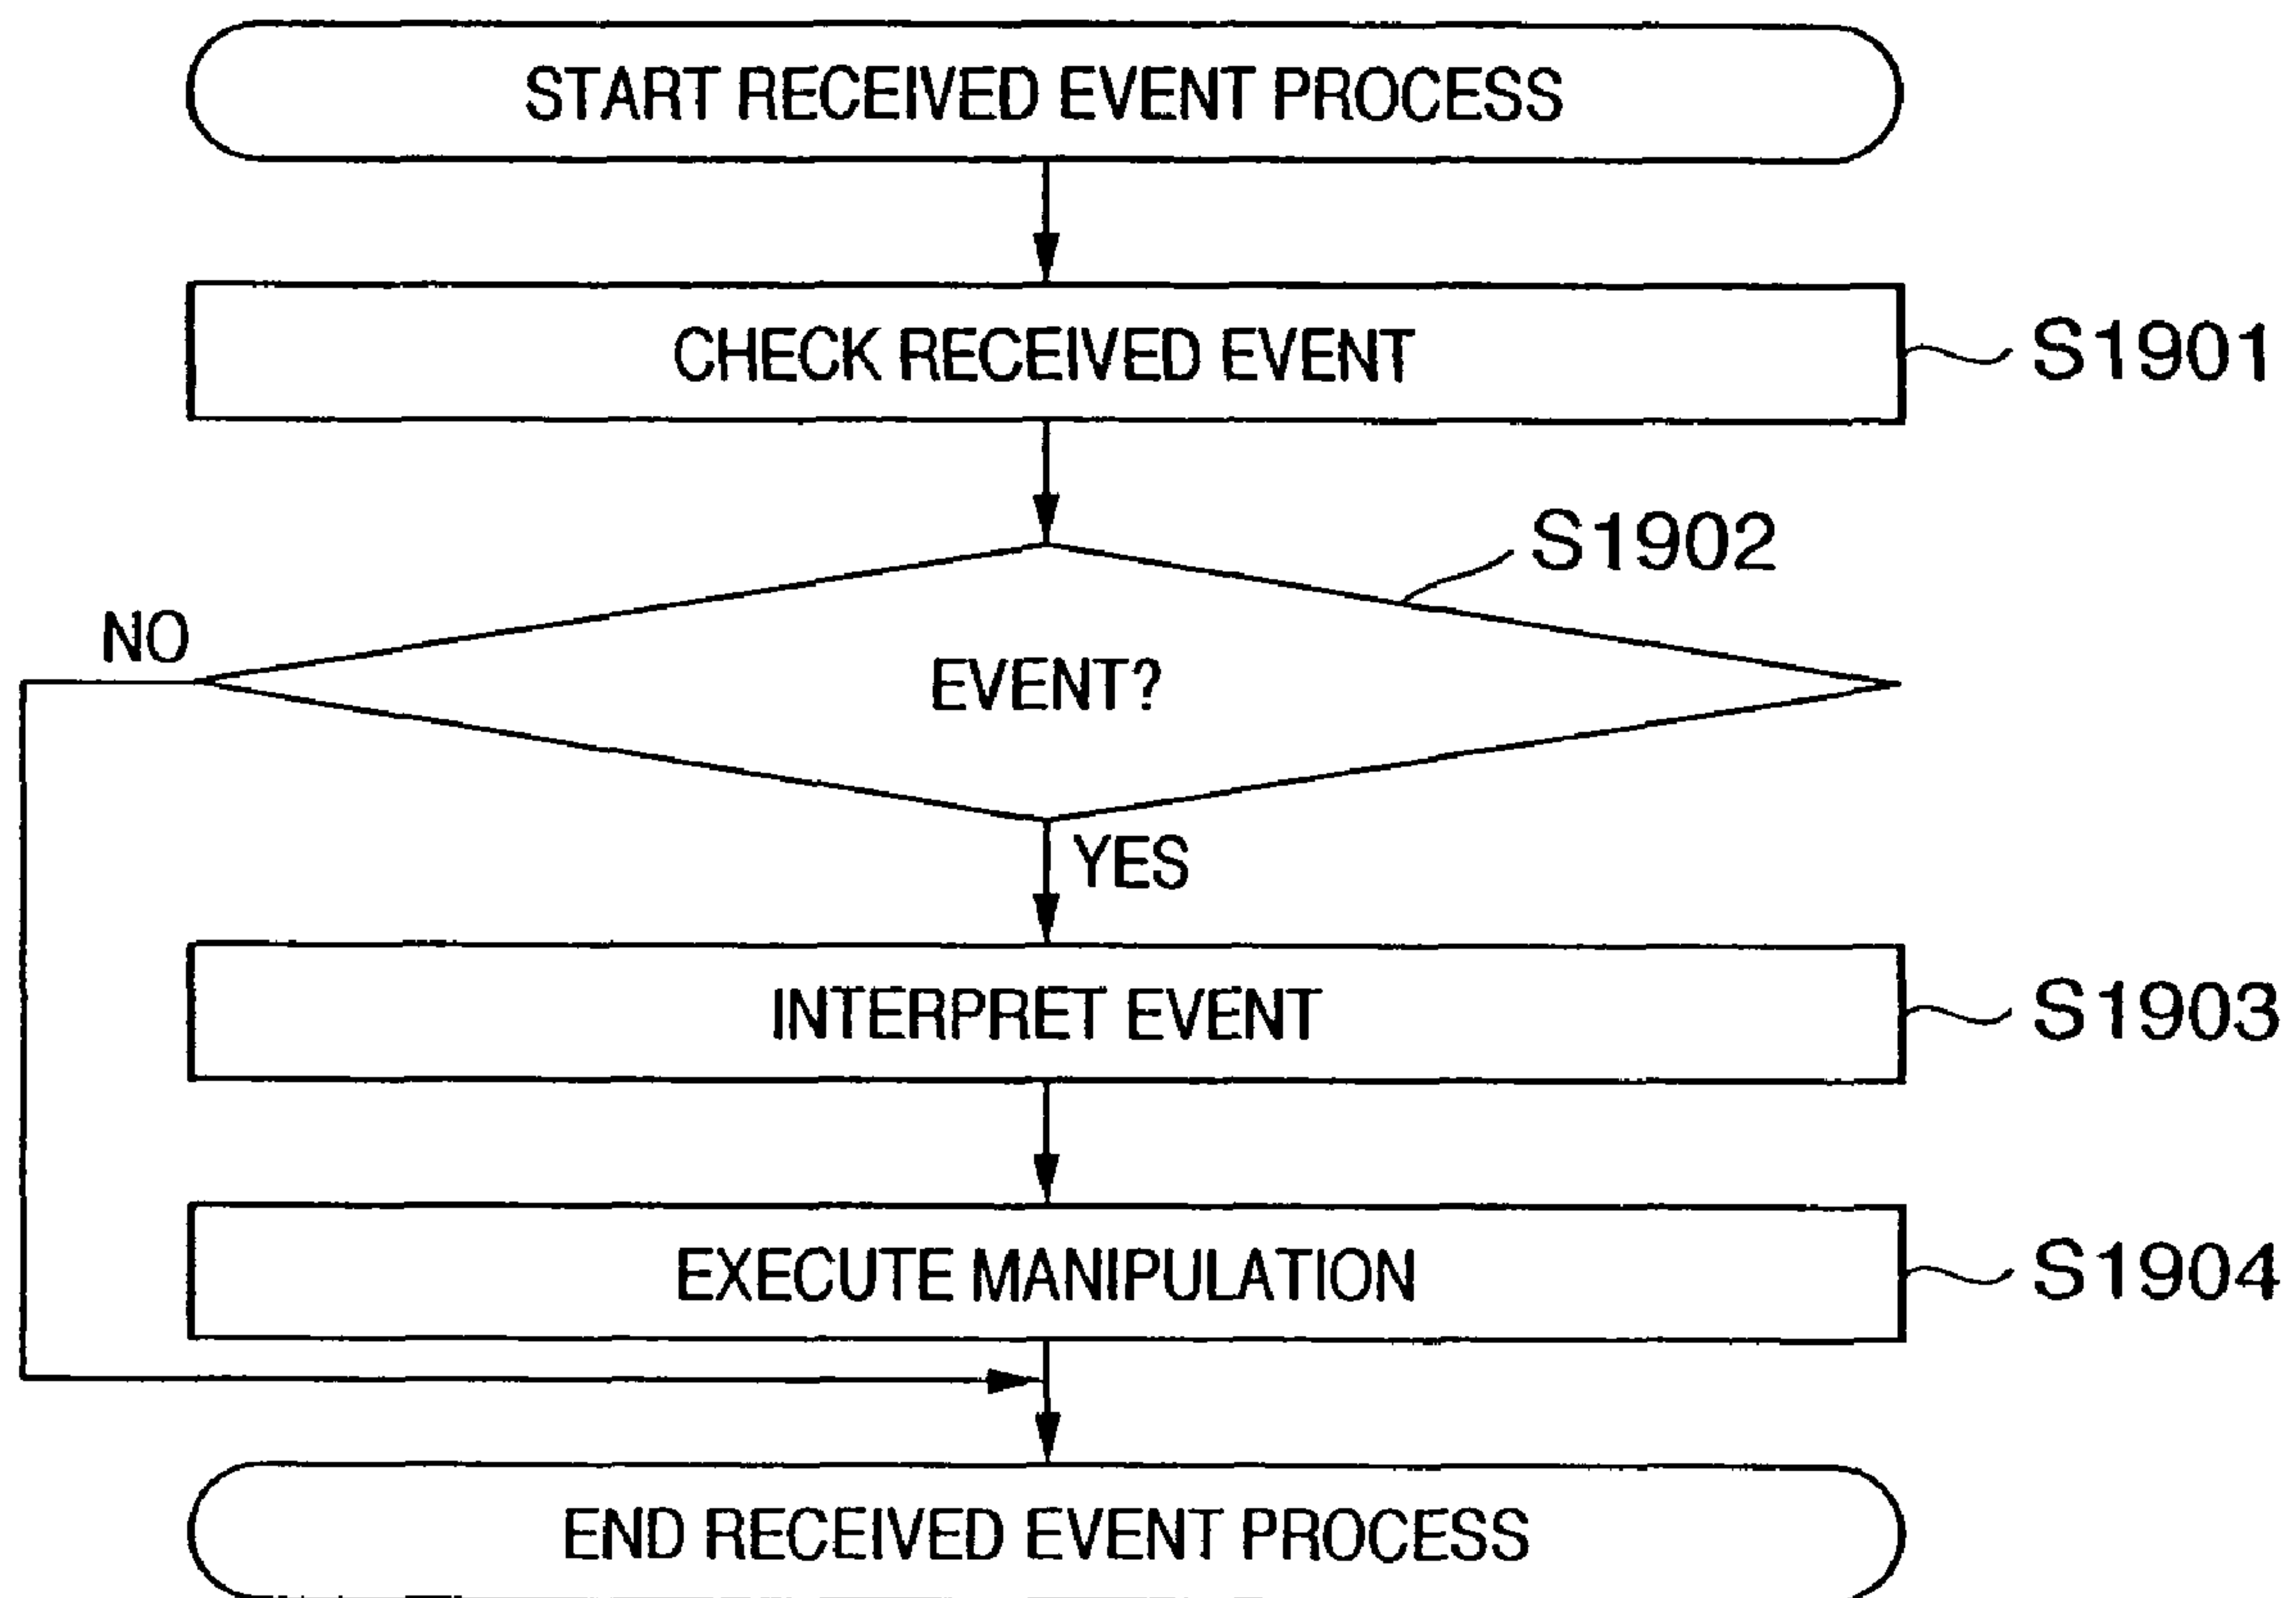 START RECEIVED EVENT PROCESS
CHECK RECEIVED EVENT
S1901
S1902
NO
EVENT?
YES
INTERPRET EVENT
S1903
EXECUTE MANIPULATION
S1904
END RECEIVED EVENT PROCESS